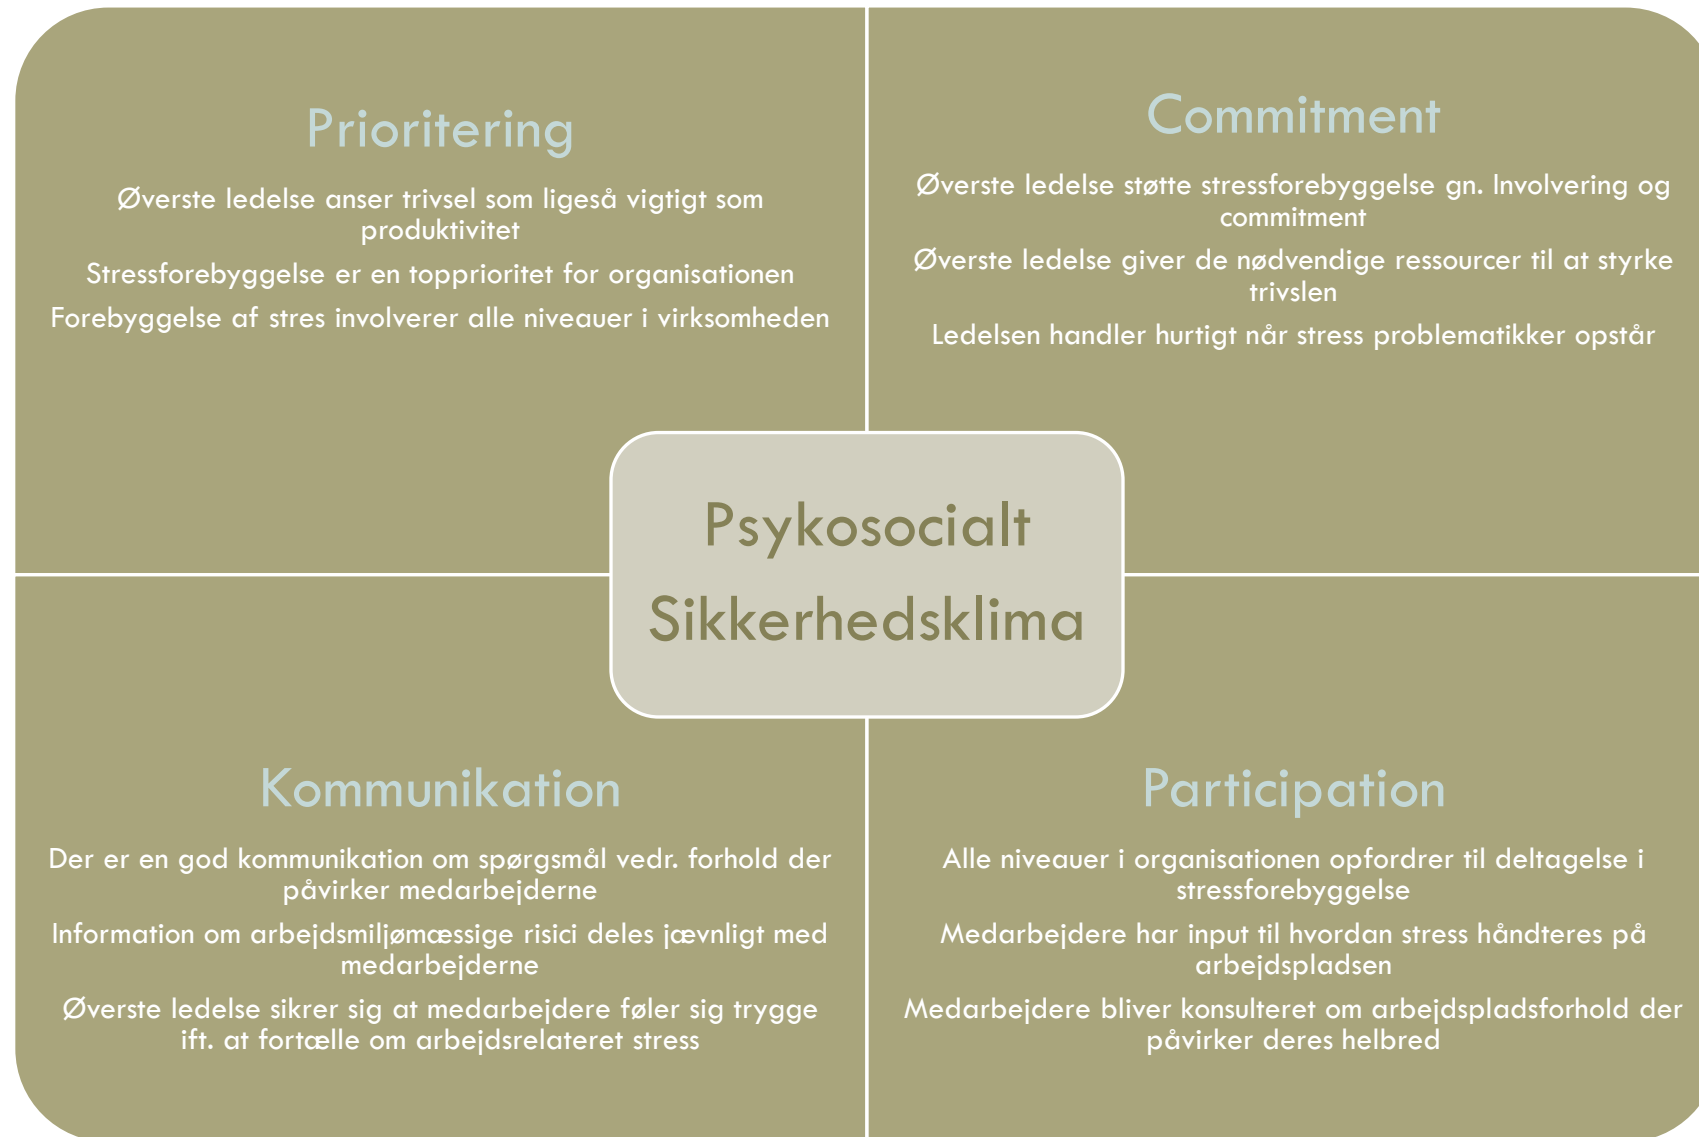 Prioritering
Øverste ledelse anser trivsel som ligeså vigtigt som
produktivitet
Stressforebyggelse er en topprioritet for organisationen
Forebyggelse af stres involverer alle niveauer i virksomheden
Commitment
Øverste ledelse støtte stressforebyggelse gn. Involvering og
commitment
Øverste ledelse giver de nødvendige ressourcer til at styrke
trivslen
Ledelsen handler hurtigt når stress problematikker opstår
Psykosocialt
Sikkerhedsklima
Kommunikation
Der er en god kommunikation om spørgsmål vedr. forhold der
påvirker medarbejderne
Information om arbejdsmiljømæssige risici deles jævnligt med
medarbejderne
Øverste ledelse sikrer sig at medarbejdere føler sig trygge
ift. at fortælle om arbejdsrelateret stress
Participation
Alle niveauer i organisationen opfordrer til deltagelse i
stressforebyggelse
Medarbejdere har input til hvordan stress håndteres på
arbejdspladsen
Medarbejdere bliver konsulteret om arbejdspladsforhold der
påvirker deres helbred